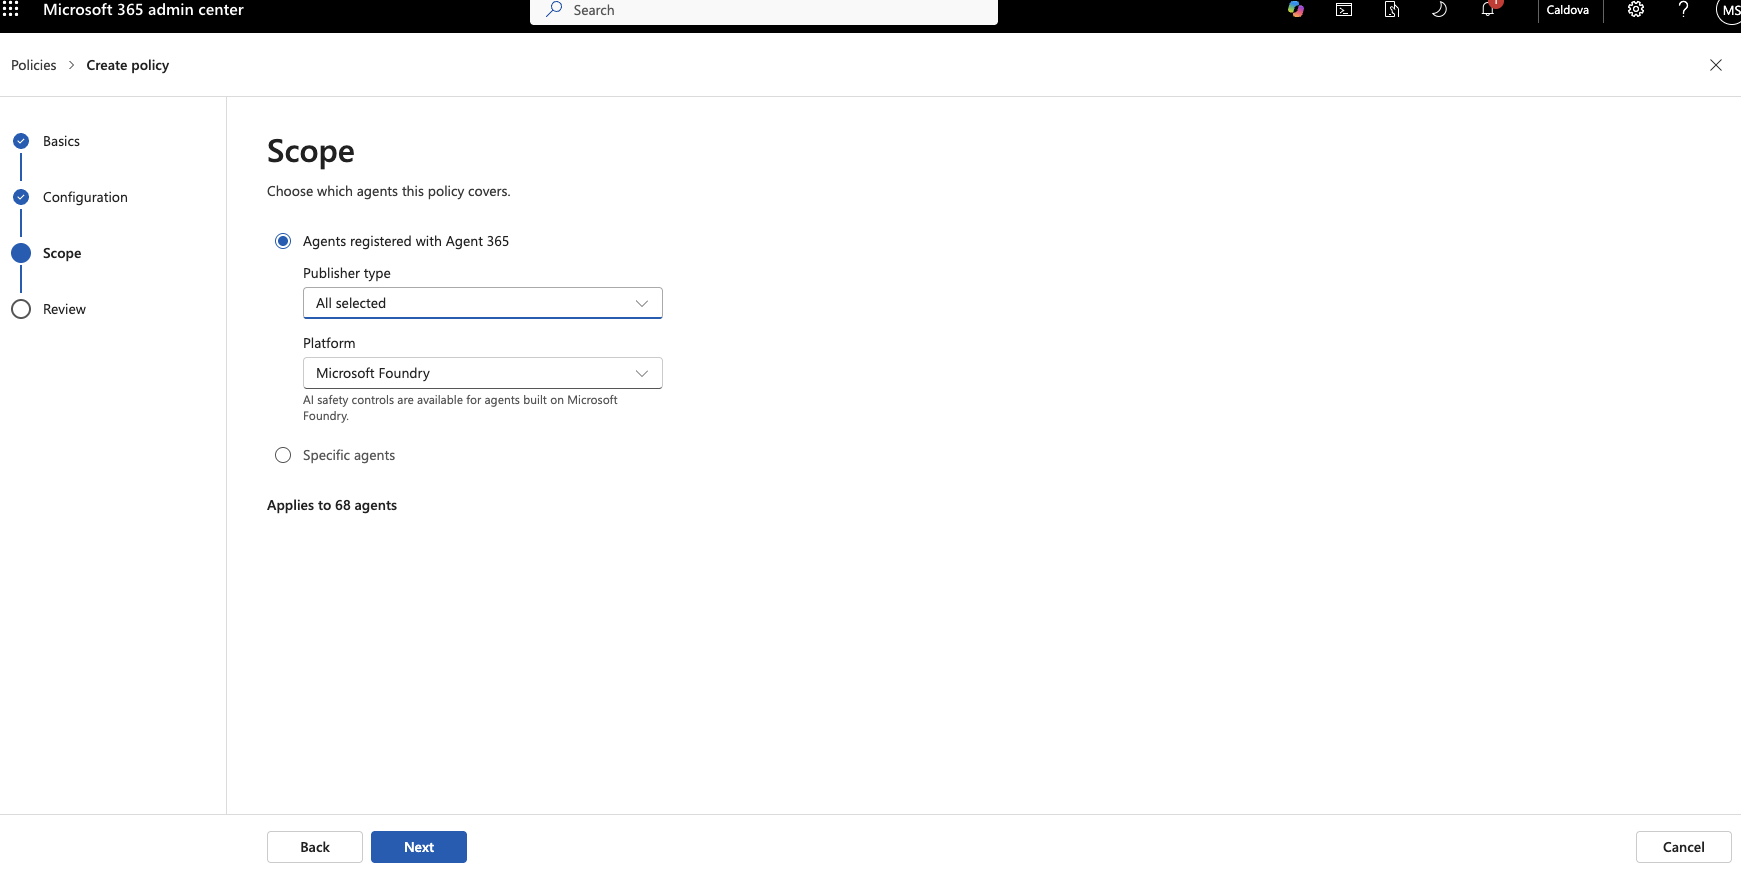 Microsoft 365 admin center
Search
1
Caldova
?
MS
Policies > Create policy
Basics
Configuration
Scope
Review
Scope
Choose which agents this policy covers.
Agents registered with Agent 365
Publisher type
All selected
Platform
Microsoft Foundry
AI safety controls are available for agents built on Microsoft
Foundry.
Specific agents
Applies to 68 agents
Back
Next
Cancel